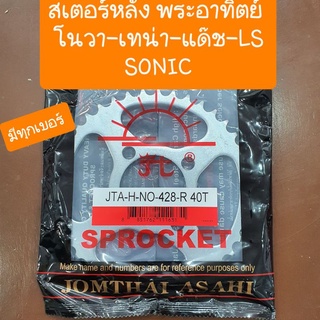 สเตอร์หลัง พระอาทิตย์
โนวา-เทน่า-แด๊ช-LS
SONIC
มีทุกเบอร์
JTA-H-NO-428-R 40T
SPROCKET
Make name and numbers are for reference purposes only
JOMTHAI ASAHI